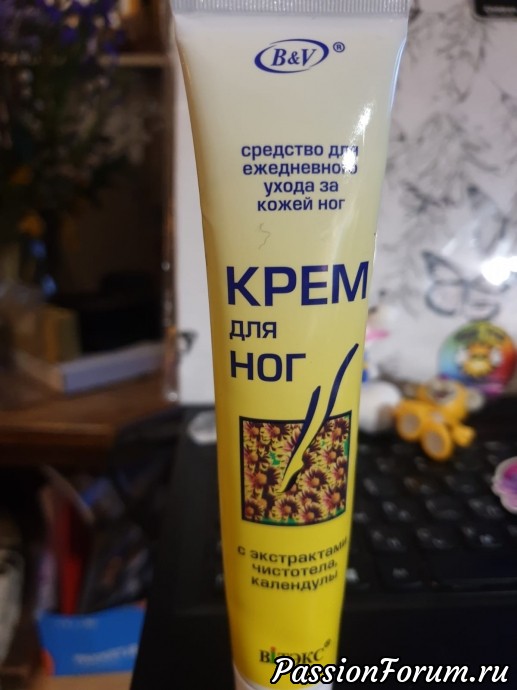 B&V®
средство для
ежедневного
ухода за
кожей ног
КРЕМ
для
НОГ
с экстрактами
чистотела,
календулы
ВІТЭКС®
PassionForum.ru